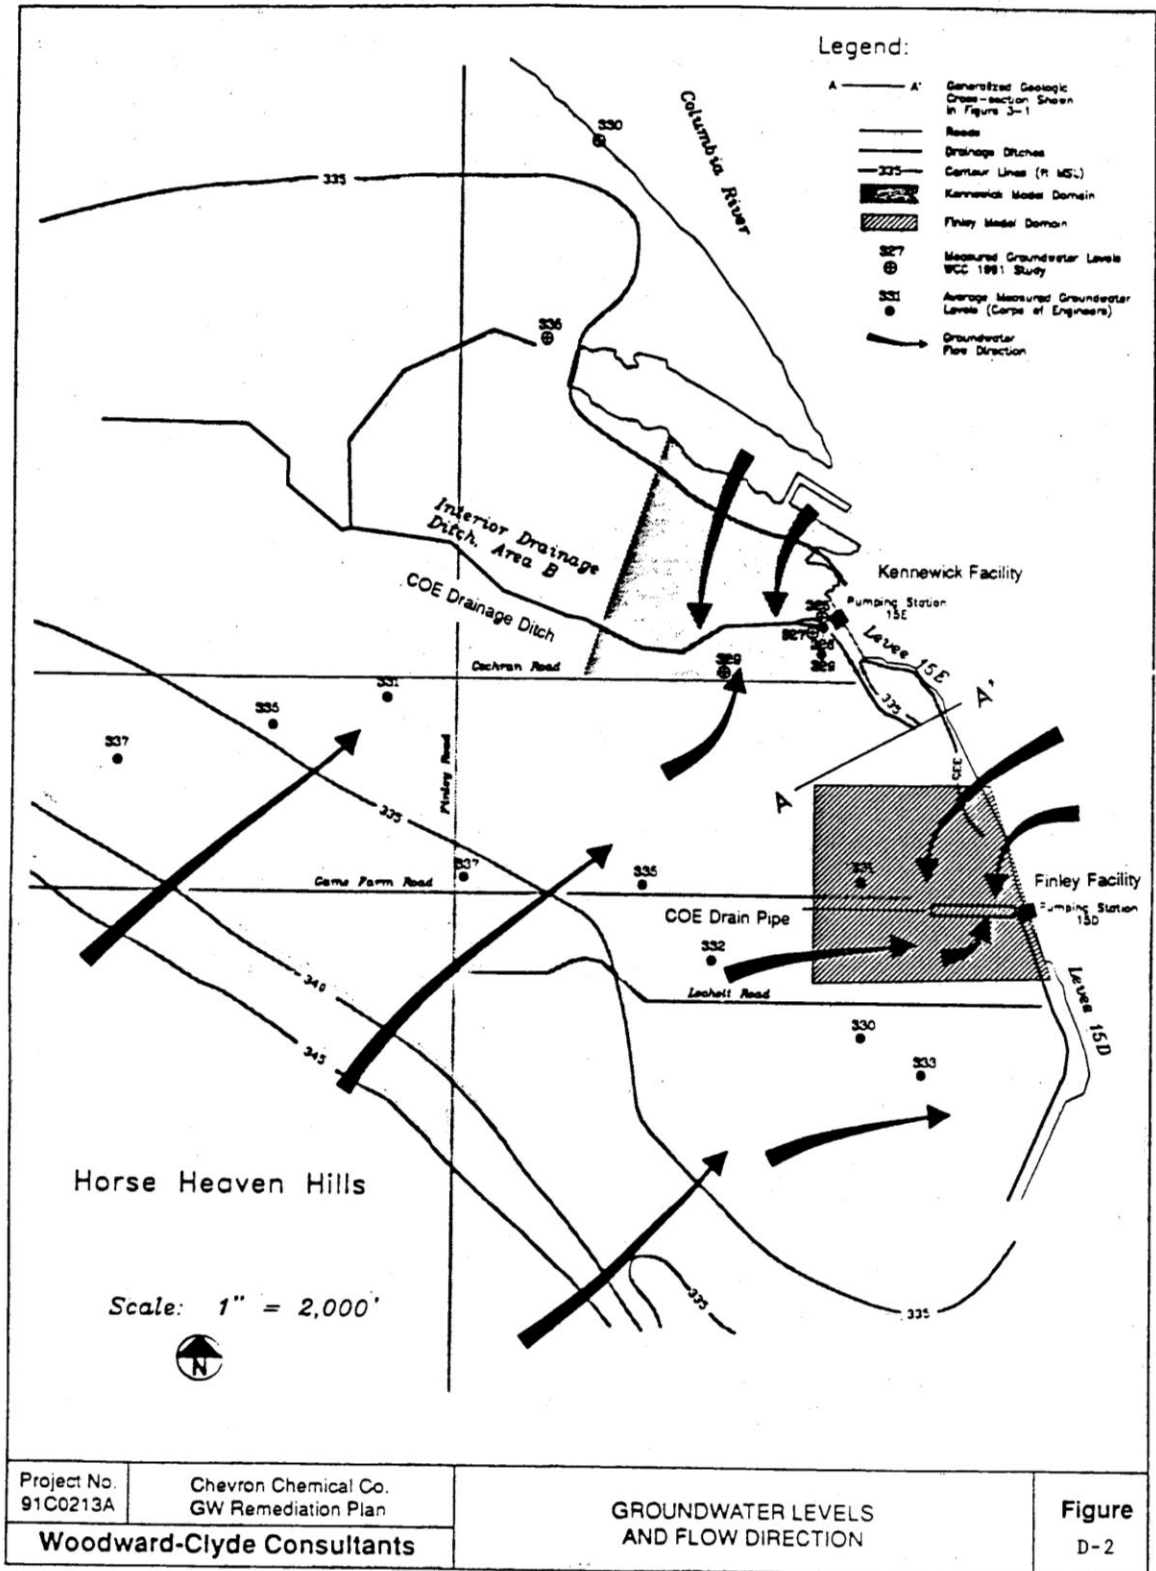 Legend:
A A' Generalized Geologic
Cross-section Shown
in Figure 3-1
Roads
Drainage Ditches
335 Contour Lines (ft MSL)
Kennewick Model Domain
Finley Model Domain
327 Measured Groundwater Levels
WCC 1991 Study
331 Average Measured Groundwater
Levels (Corps of Engineers)
Groundwater
Flow Direction
Columbia River
330
335
336
Interior Drainage
Ditch, Area B
COE Drainage Ditch
Kennewick Facility
Pumping Station
15E
Levee 15E
327
329
329
Cochran Road
335
A'
A
331
335
337
Finley Road
335
335
337
335
331
Game Farm Road
Finley Facility
Pumping Station
15D
COE Drain Pipe
332
Lechelt Road
Levee 15D
340
345
330
333
Horse Heaven Hills
335
335
Scale: 1" = 2,000'
N
Project No.
91C0213A
Chevron Chemical Co.
GW Remediation Plan
Woodward-Clyde Consultants
GROUNDWATER LEVELS
AND FLOW DIRECTION
Figure
D-2